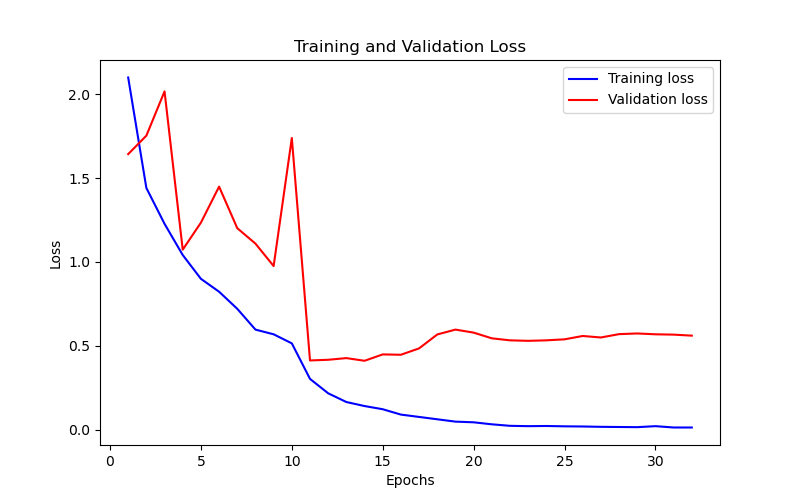 Training and Validation Loss
Training loss
Validation loss
2.0
1.5
1.0
0.5
0.0
Loss
0 5 10 15 20 25 30
Epochs